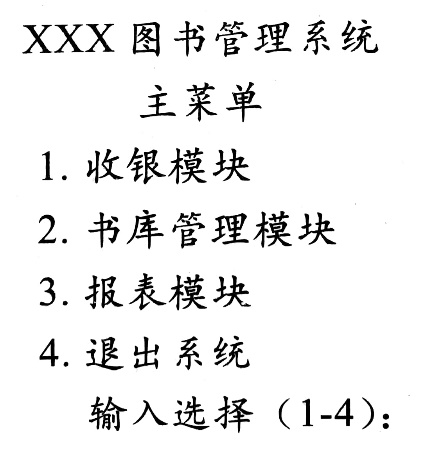 XXX 图书管理系统
主菜单
1. 收银模块
2. 书库管理模块
3. 报表模块
4. 退出系统
输入选择（1-4）：